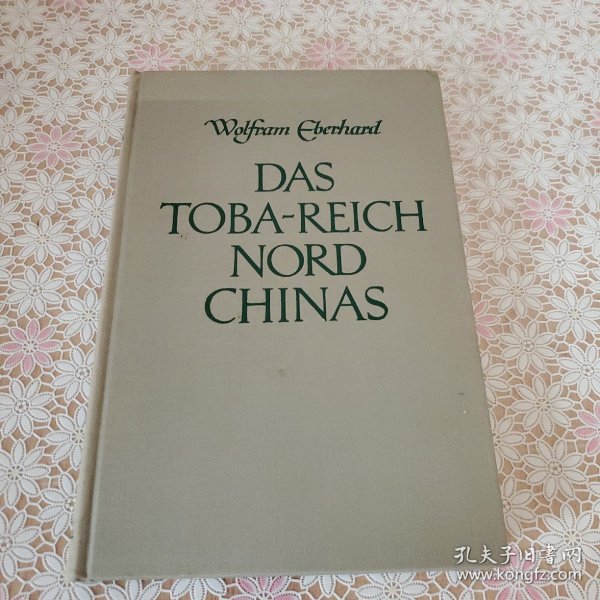 Wolfram Eberhard
DAS
TOBA-REICH
NORD
CHINAS
孔夫子旧书网
www.kongfz.com